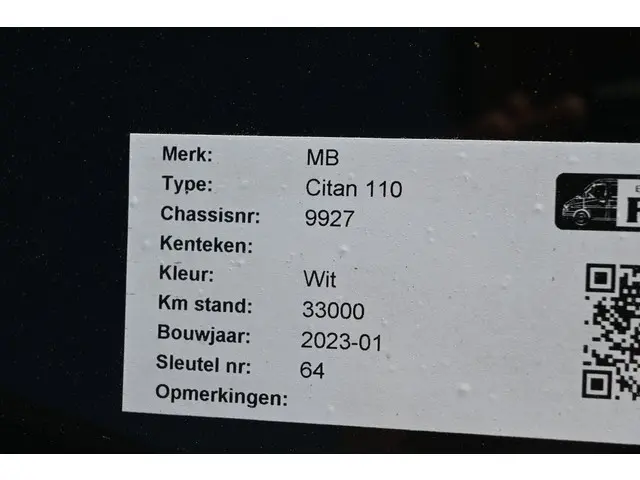 Merk: MB
Type: Citan 110
Chassisnr: 9927
Kenteken:
Kleur: Wit
Km stand: 33000
Bouwjaar: 2023-01
Sleutel nr: 64
Opmerkingen: